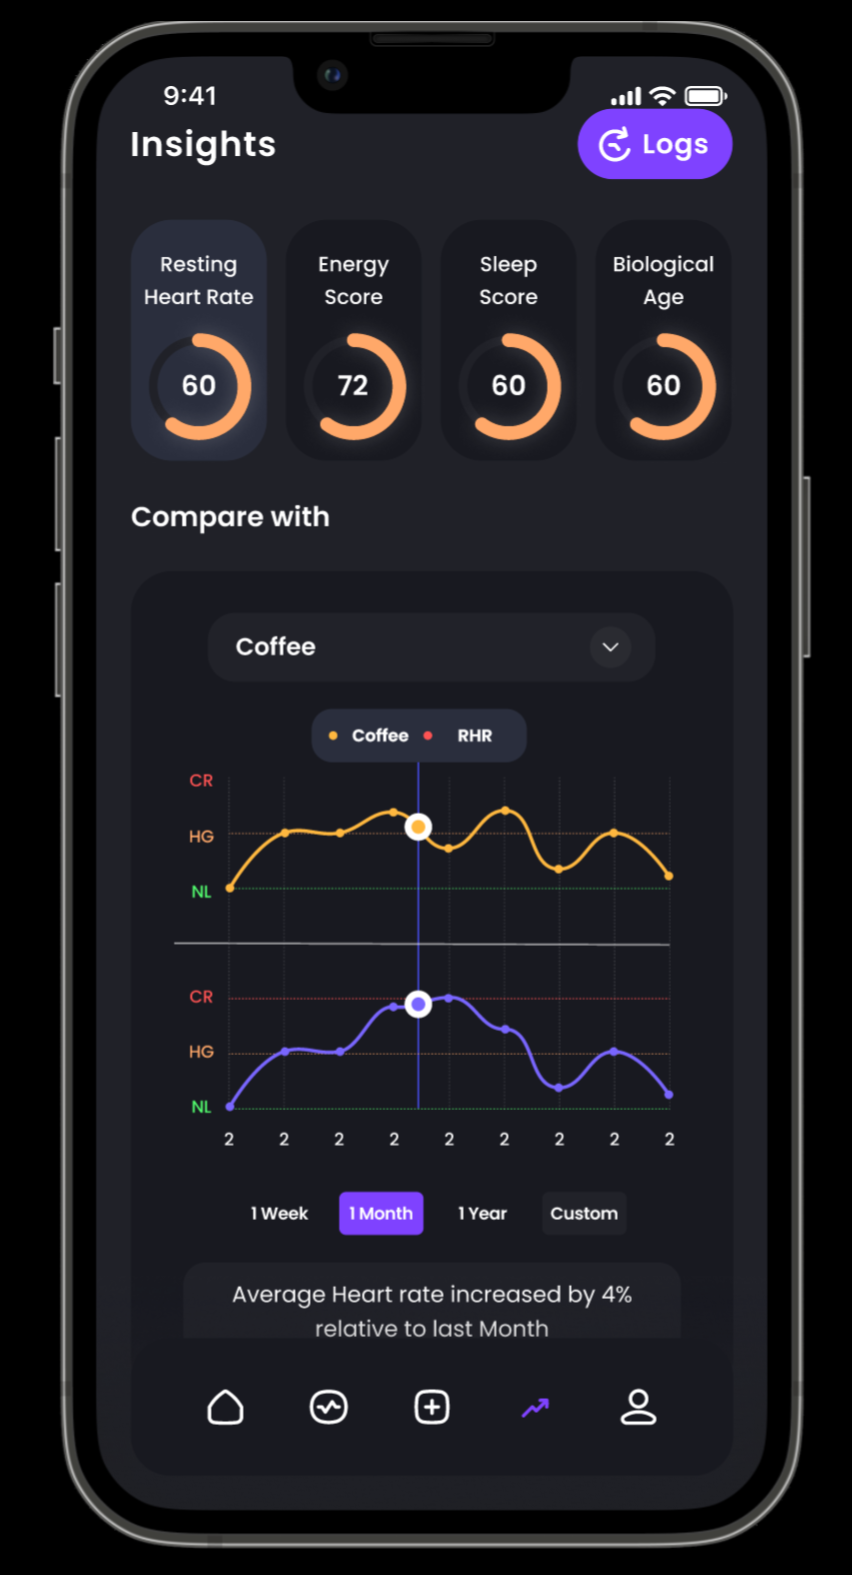 9:41
Insights
Logs
Resting
Heart Rate
60
Energy
Score
72
Sleep
Score
60
Biological
Age
60
Compare with
Coffee
Coffee RHR
CR
HG
NL
CR
HG
NL
2 2 2 2 2 2 2 2 2
1 Week 1 Month 1 Year Custom
Average Heart rate increased by 4%
relative to last Month